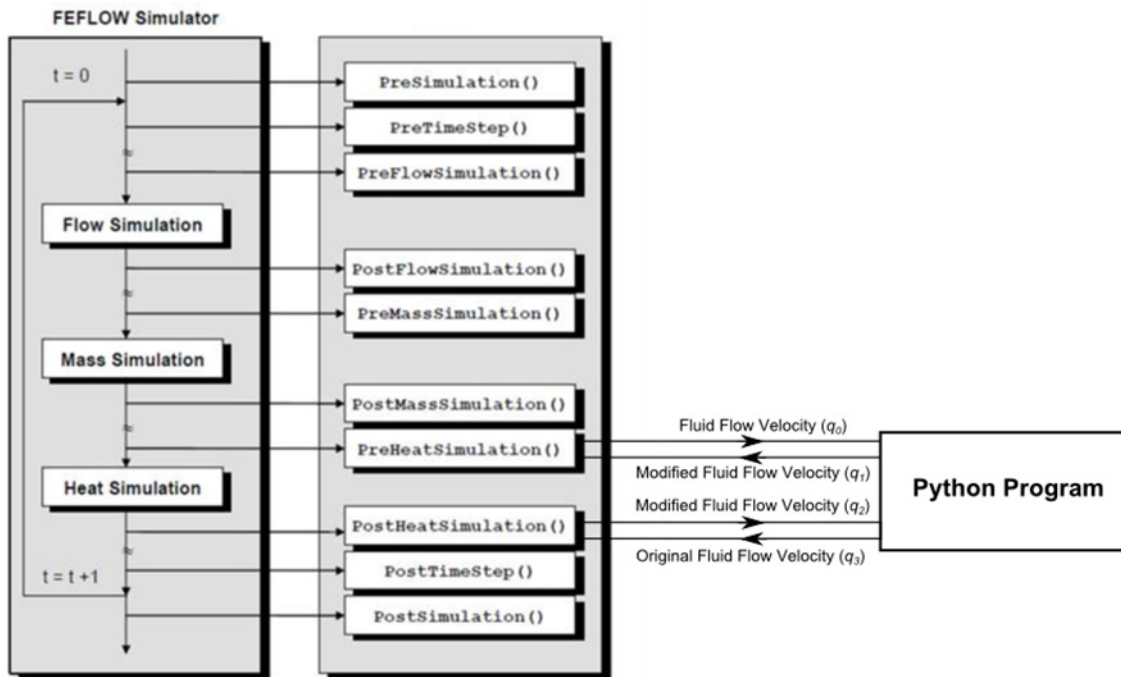 FEFLOW Simulator
t = 0
PreSimulation()
PreTimeStep()
PreFlowSimulation()
Flow Simulation
PostFlowSimulation()
PreMassSimulation()
Mass Simulation
PostMassSimulation()
PreHeatSimulation()
Heat Simulation
PostHeatSimulation()
t = t +1
PostTimeStep()
PostSimulation()
Fluid Flow Velocity (q₀)
Modified Fluid Flow Velocity (q₁)
Modified Fluid Flow Velocity (q₂)
Original Fluid Flow Velocity (q₃)
Python Program